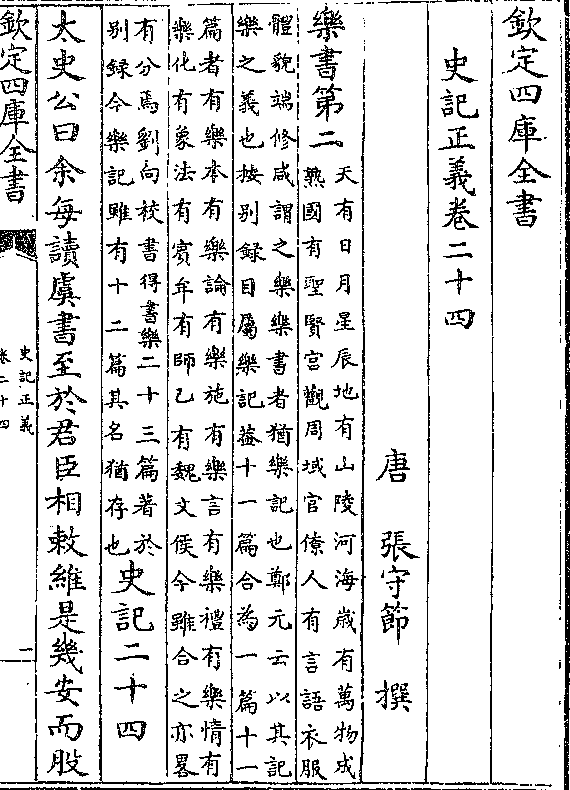 欽定四庫全書
史記正義卷二十四
唐 張守節 撰
樂書第二
天有日月星辰地有山陵河海歳有萬物成
熟國有聖賢宫觀周域官僚人有言語衣服
體貌端修咸謂之樂樂書者猶樂記也鄭元云以其記
樂之義也按别録目屬樂記葢十一篇合為一篇十一
篇者有樂本有樂論有樂施有樂言有樂禮有樂情有
樂化有象法有賓年有師乙有魏文侯今雖合之亦畧
有分焉劉向校書得書樂二十三篇著於
别録今樂記雖有十二篇其名猶存也
史記二十四
太史公曰余每讀虞書至於君臣相敕維是幾安而股
欽定四庫全書
史記正義
卷二十四
一